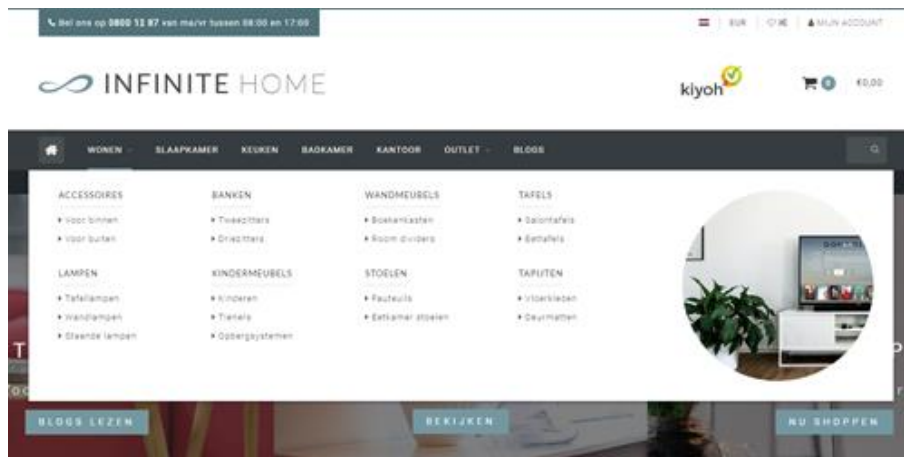 Bel ons op 0800 12 87 van ma/vr tussen 08:00 en 17:00
EUR
MIJN ACCOUNT
INFINITE HOME
kiyoh
0
€0,00
WONEN SLAAPKAMER KEUKEN BADKAMER KANTOOR OUTLET BLOGS
ACCESSOIRES BANKEN WANDMEUBELS TAFELS
Voor binnen Tweezitters Boekenkasten Salontafels
Voor buiten Driezitters Room dividers Eettafels
LAMPEN KINDERMEUBELS STOELEN TAPIJTEN
Tafellampen Kinderen Fauteuils Vloerkleden
Wandlampen Tieners Eetkamer stoelen Deurmatten
Staande lampen Opbergsystemen
BLOGS LEZEN BEKIJKEN NU SHOPPEN